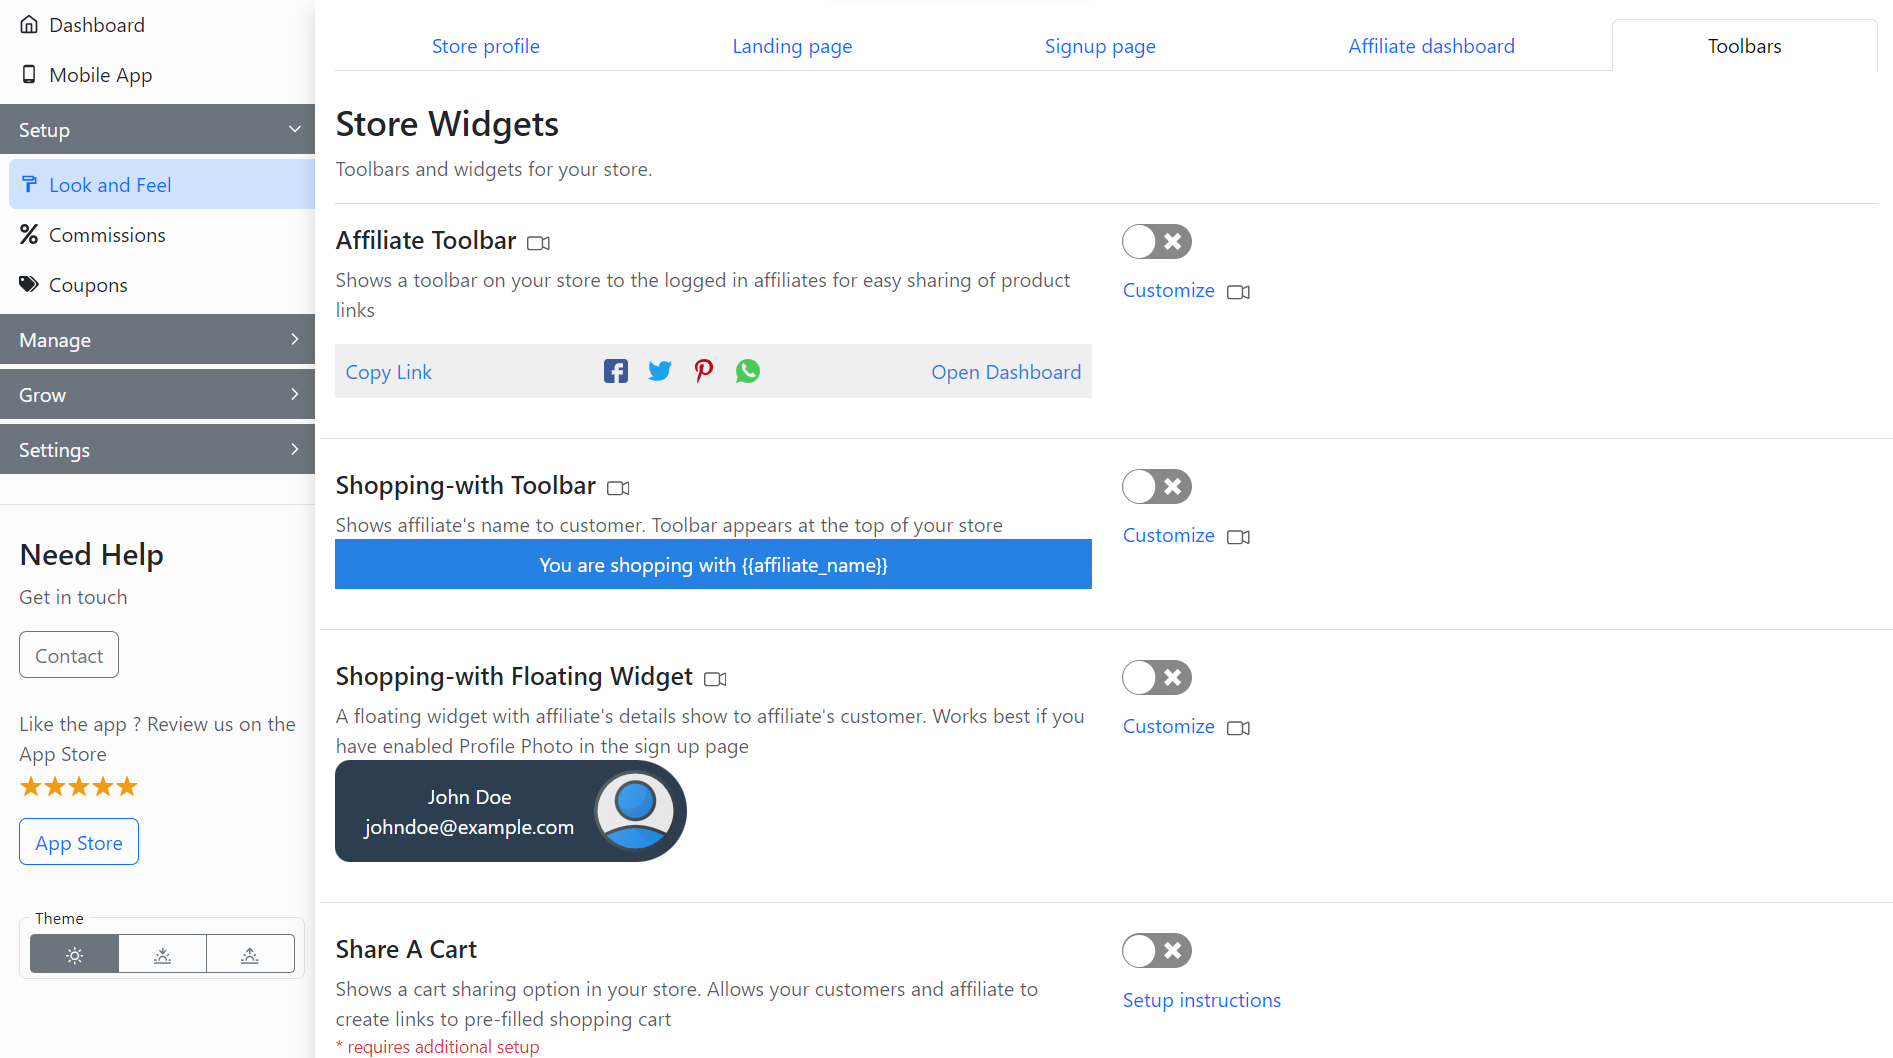 Dashboard
Mobile App
Setup
Look and Feel
Commissions
Coupons
Manage
Grow
Settings
Need Help
Get in touch
Contact
Like the app ? Review us on the
App Store
App Store
Theme
Store profile
Landing page
Signup page
Affiliate dashboard
Toolbars
Store Widgets
Toolbars and widgets for your store.
Affiliate Toolbar
Shows a toolbar on your store to the logged in affiliates for easy sharing of product
links
Customize
Copy Link
Open Dashboard
Shopping-with Toolbar
Shows affiliate's name to customer. Toolbar appears at the top of your store
Customize
You are shopping with {{affiliate_name}}
Shopping-with Floating Widget
A floating widget with affiliate's details show to affiliate's customer. Works best if you
have enabled Profile Photo in the sign up page
Customize
John Doe
johndoe@example.com
Share A Cart
Shows a cart sharing option in your store. Allows your customers and affiliate to
create links to pre-filled shopping cart
* requires additional setup
Setup instructions